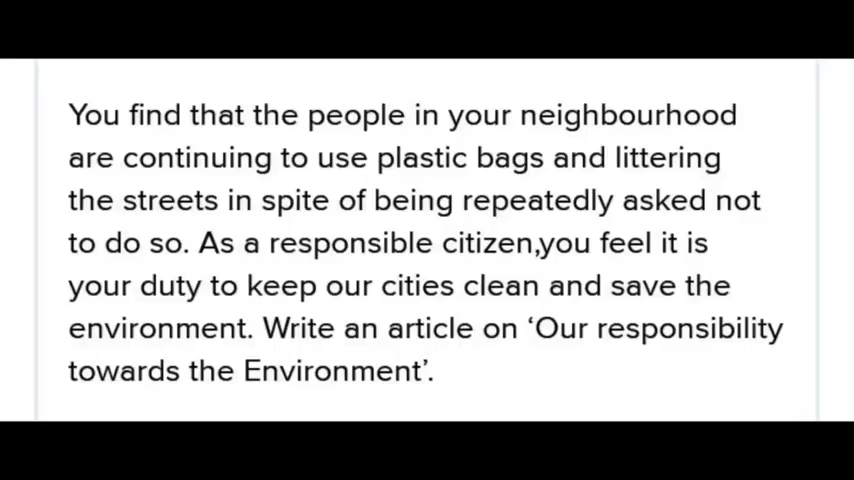 You find that the people in your neighbourhood
are continuing to use plastic bags and littering
the streets in spite of being repeatedly asked not
to do so. As a responsible citizen,you feel it is
your duty to keep our cities clean and save the
environment. Write an article on ‘Our responsibility
towards the Environment’.